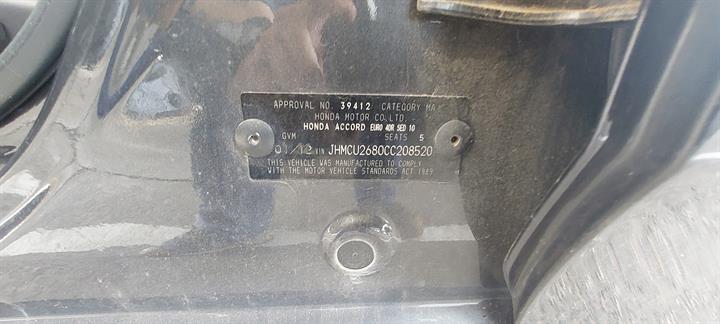 APPROVAL NO. 39412 CATEGORY MA
HONDA MOTOR CO.LTD.
HONDA ACCORD EURO 4DR SED 10
GVM SEATS 5
01/12 VIN JHMCU2680CC208520
THIS VEHICLE WAS MANUFACTURED TO COMPLY
WITH THE MOTOR VEHICLE STANDARDS ACT 1989